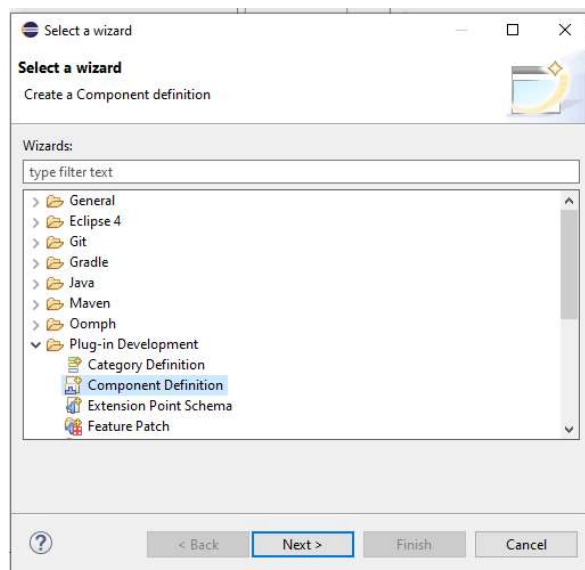 Select a wizard
Select a wizard
Create a Component definition
Wizards:
type filter text
General
Eclipse 4
Git
Gradle
Java
Maven
Oomph
Plug-in Development
Category Definition
Component Definition
Extension Point Schema
Feature Patch
? < Back Next > Finish Cancel